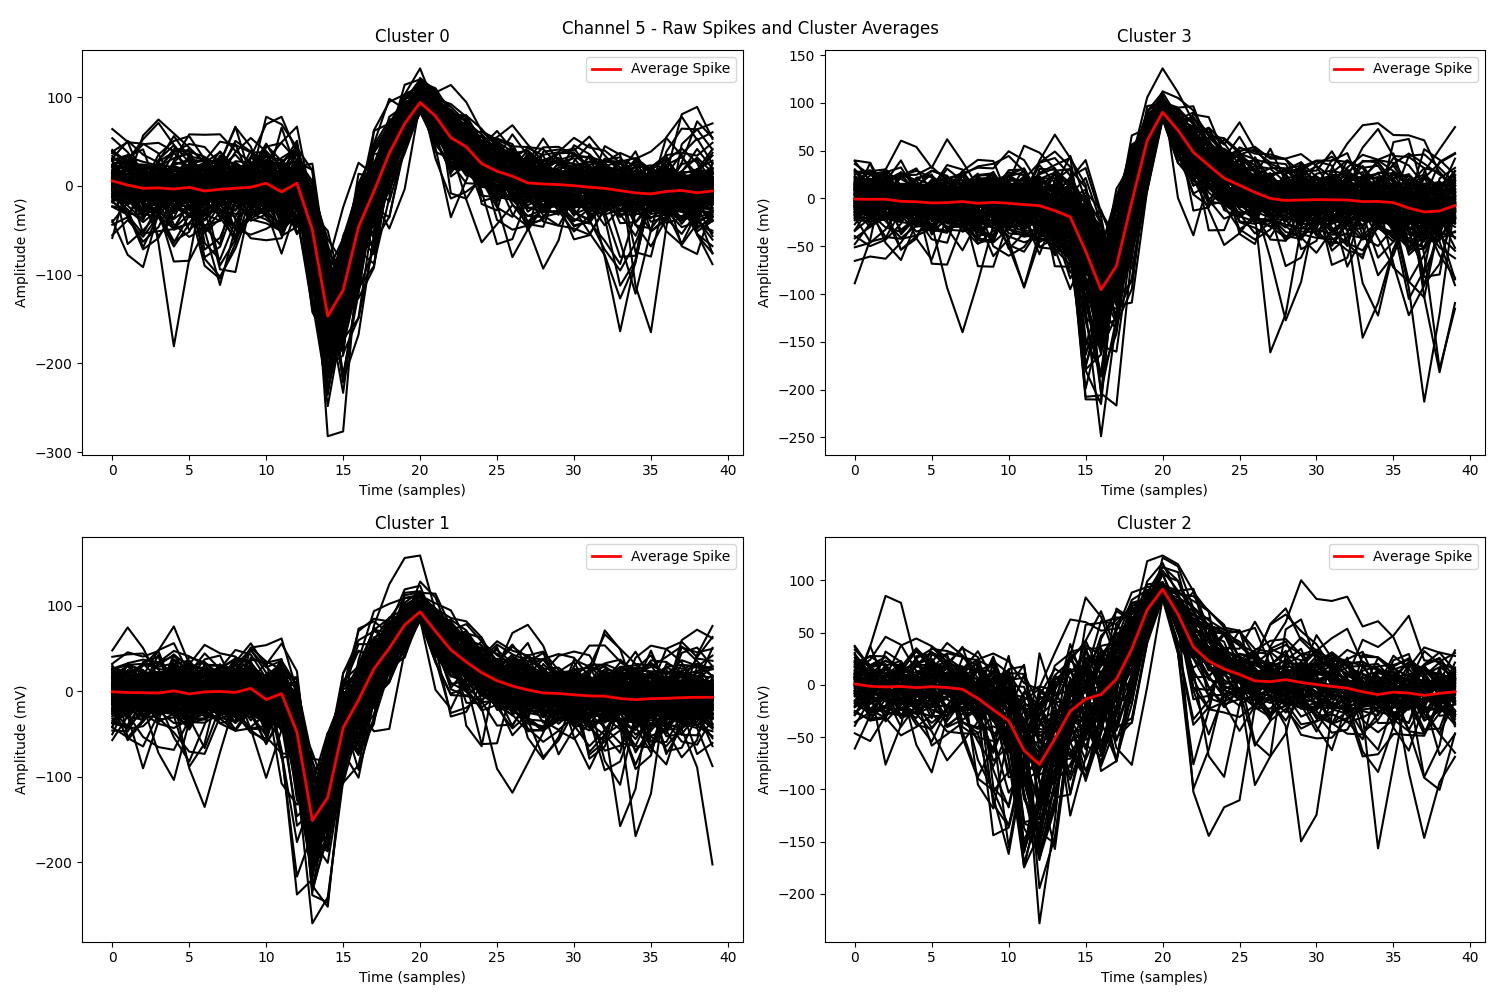 Channel 5 - Raw Spikes and Cluster Averages
Cluster 0
Average Spike
100
0
−100
−200
−300
Amplitude (mV)
0 5 10 15 20 25 30 35 40
Time (samples)
Cluster 3
Average Spike
150
100
50
0
−50
−100
−150
−200
−250
Amplitude (mV)
0 5 10 15 20 25 30 35 40
Time (samples)
Cluster 1
Average Spike
100
0
−100
−200
Amplitude (mV)
0 5 10 15 20 25 30 35 40
Time (samples)
Cluster 2
Average Spike
100
50
0
−50
−100
−150
−200
Amplitude (mV)
0 5 10 15 20 25 30 35 40
Time (samples)